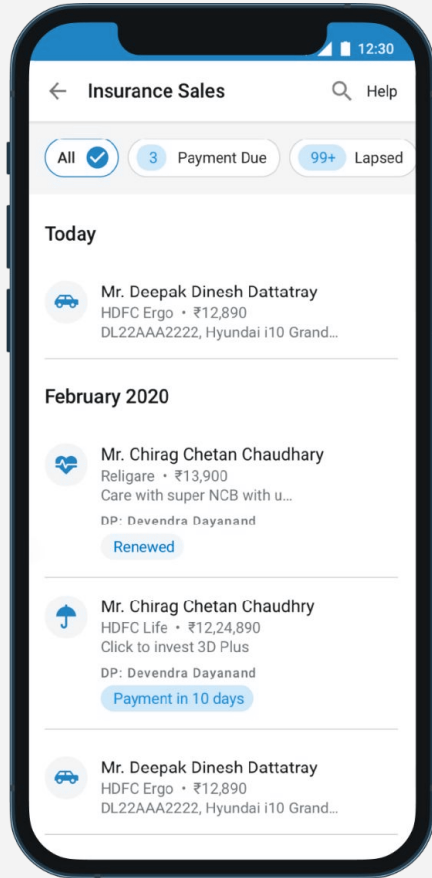 12:30
Insurance Sales Help
All 3 Payment Due 99+ Lapsed
Today
Mr. Deepak Dinesh Dattatray
HDFC Ergo • ₹12,890
DL22AAA2222, Hyundai i10 Grand...
February 2020
Mr. Chirag Chetan Chaudhary
Religare • ₹13,900
Care with super NCB with u...
DP: Devendra Dayanand
Renewed
Mr. Chirag Chetan Chaudhry
HDFC Life • ₹12,24,890
Click to invest 3D Plus
DP: Devendra Dayanand
Payment in 10 days
Mr. Deepak Dinesh Dattatray
HDFC Ergo • ₹12,890
DL22AAA2222, Hyundai i10 Grand...